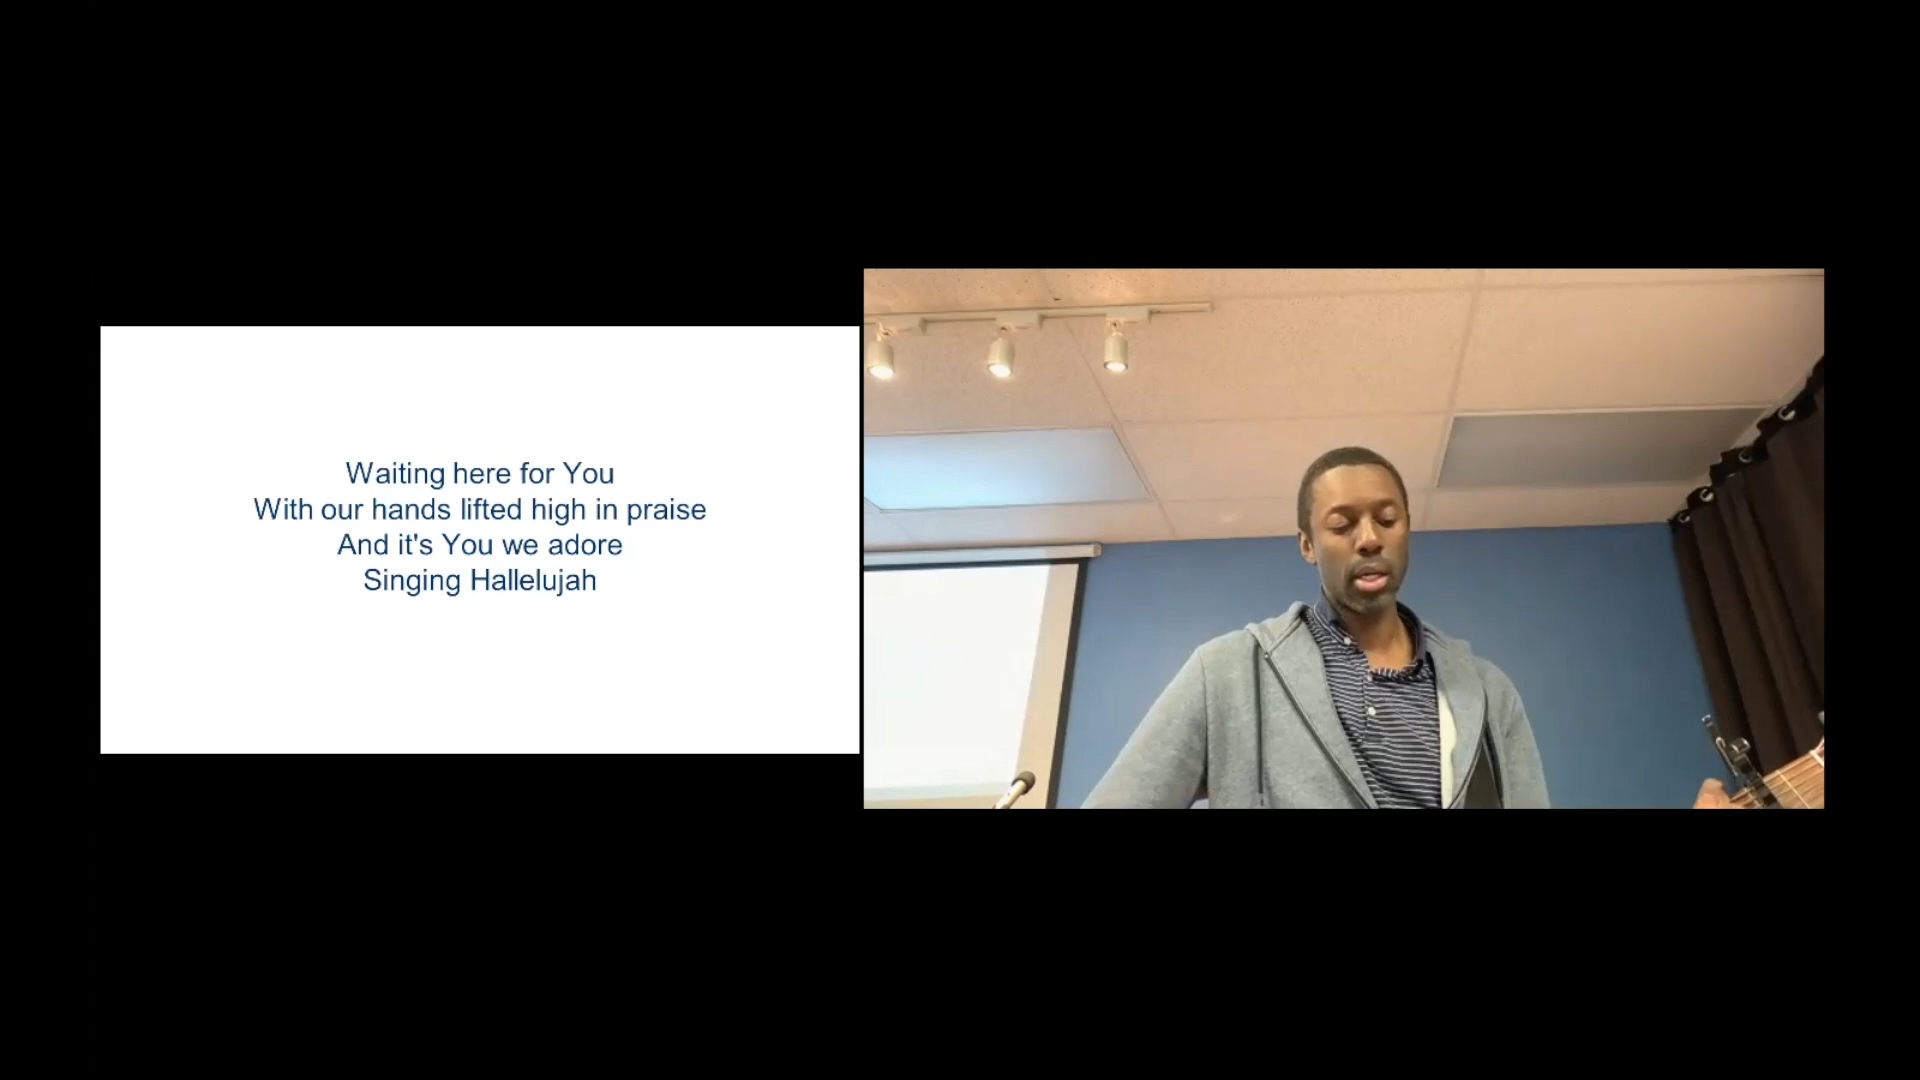 Waiting here for You
With our hands lifted high in praise
And it's You we adore
Singing Hallelujah